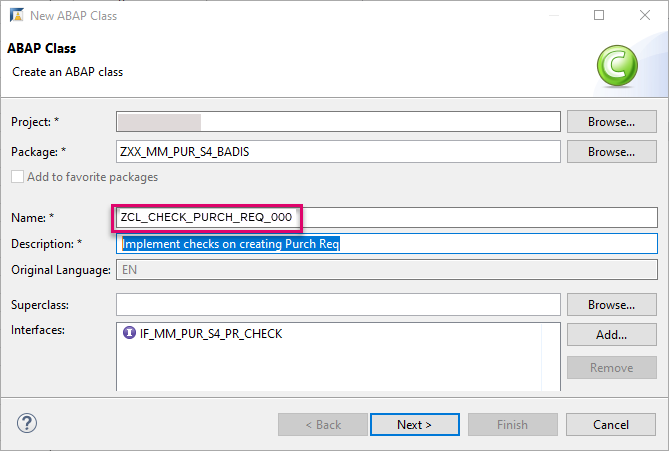 New ABAP Class
ABAP Class
Create an ABAP class
C
Project: * Browse...
Package: * ZXX_MM_PUR_S4_BADIS Browse...
Add to favorite packages
Name: * ZCL_CHECK_PURCH_REQ_000
Description: * Implement checks on creating Purch Req
Original Language: EN
Superclass: Browse...
Interfaces: I IF_MM_PUR_S4_PR_CHECK Add...
Remove
? < Back Next > Finish Cancel